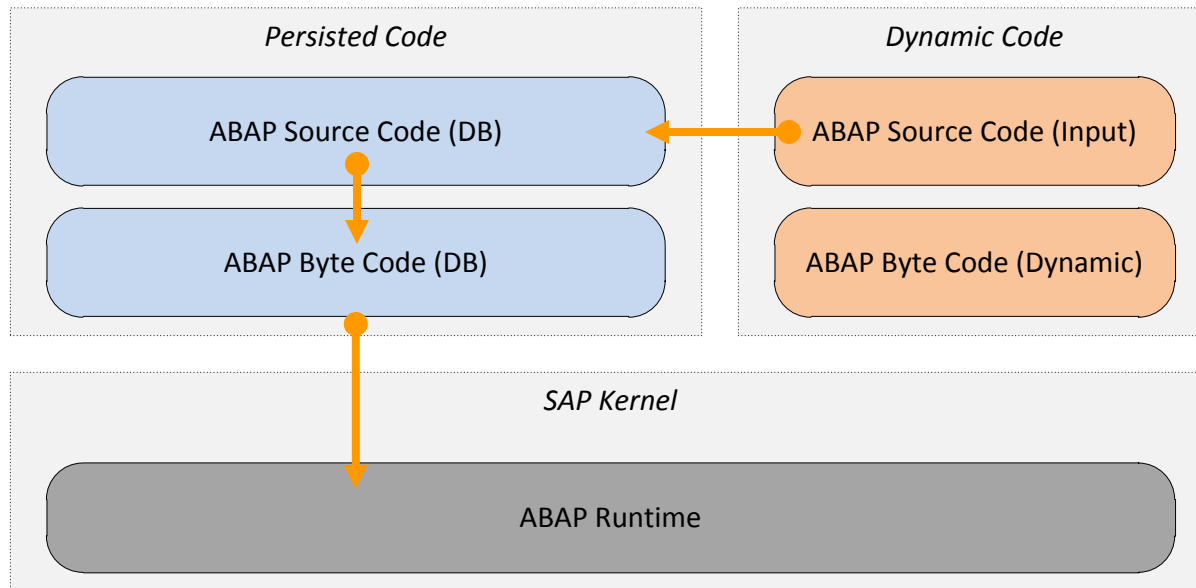 Persisted Code
Dynamic Code
ABAP Source Code (DB)
ABAP Source Code (Input)
ABAP Byte Code (DB)
ABAP Byte Code (Dynamic)
SAP Kernel
ABAP Runtime